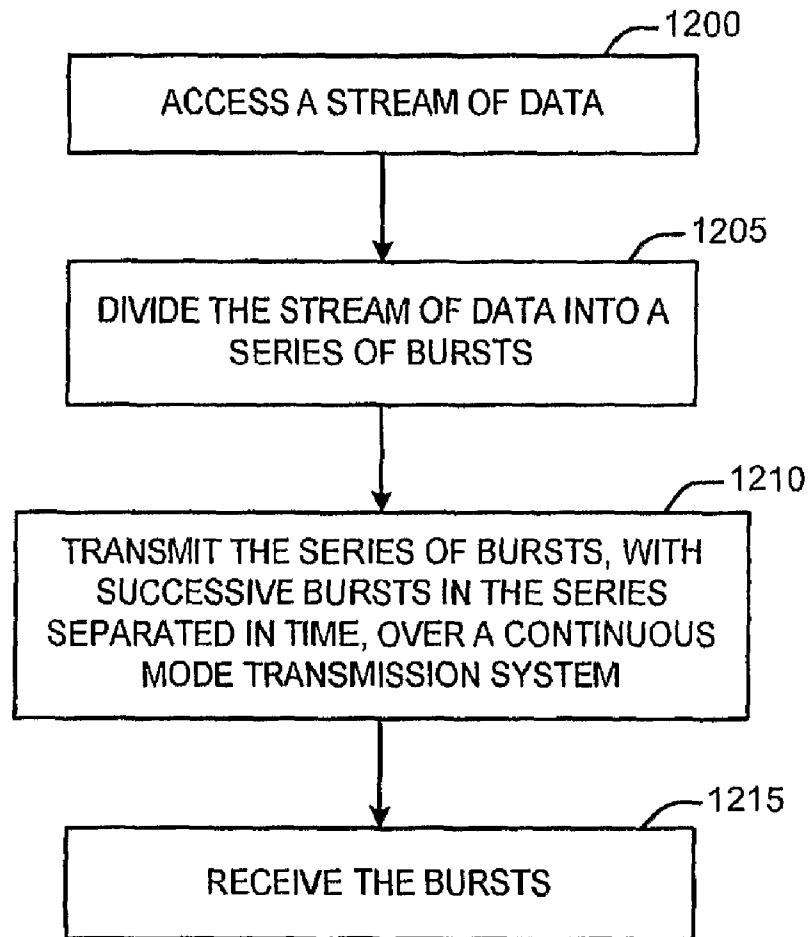 1200
ACCESS A STREAM OF DATA
1205
DIVIDE THE STREAM OF DATA INTO A
SERIES OF BURSTS
1210
TRANSMIT THE SERIES OF BURSTS, WITH
SUCCESSIVE BURSTS IN THE SERIES
SEPARATED IN TIME, OVER A CONTINUOUS
MODE TRANSMISSION SYSTEM
1215
RECEIVE THE BURSTS